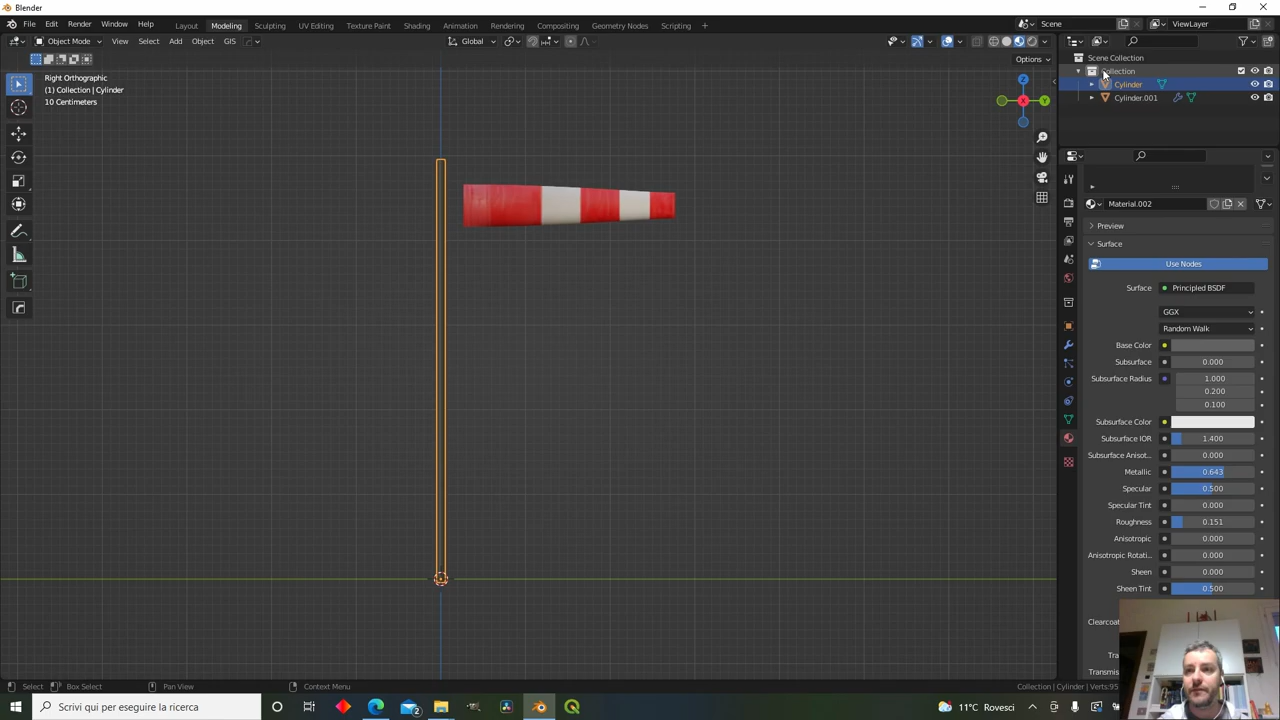 Blender
File Edit Render Window Help Layout Modeling Sculpting UV Editing Texture Paint Shading Animation Rendering Compositing Geometry Nodes Scripting + Scene ViewLayer
Object Mode View Select Add Object GIS Global
Options
Right Orthographic
(1) Collection | Cylinder
10 Centimeters
Z
X
Y
Scene Collection
Collection
Cylinder
Cylinder.001
Material.002
Preview
Surface
Use Nodes
Surface Principled BSDF
GGX
Random Walk
Base Color
Subsurface 0.000
Subsurface Radius 1.000
0.200
0.100
Subsurface Color
Subsurface IOR 1.400
Subsurface Anisot... 0.000
Metallic 0.643
Specular 0.500
Specular Tint 0.000
Roughness 0.151
Anisotropic 0.000
Anisotropic Rotati... 0.000
Sheen 0.000
Sheen Tint 0.500
Clearcoat
Tra
Transmis
Select Box Select Pan View Context Menu Collection | Cylinder | Verts:95
Scrivi qui per eseguire la ricerca
2
11°C Rovesci